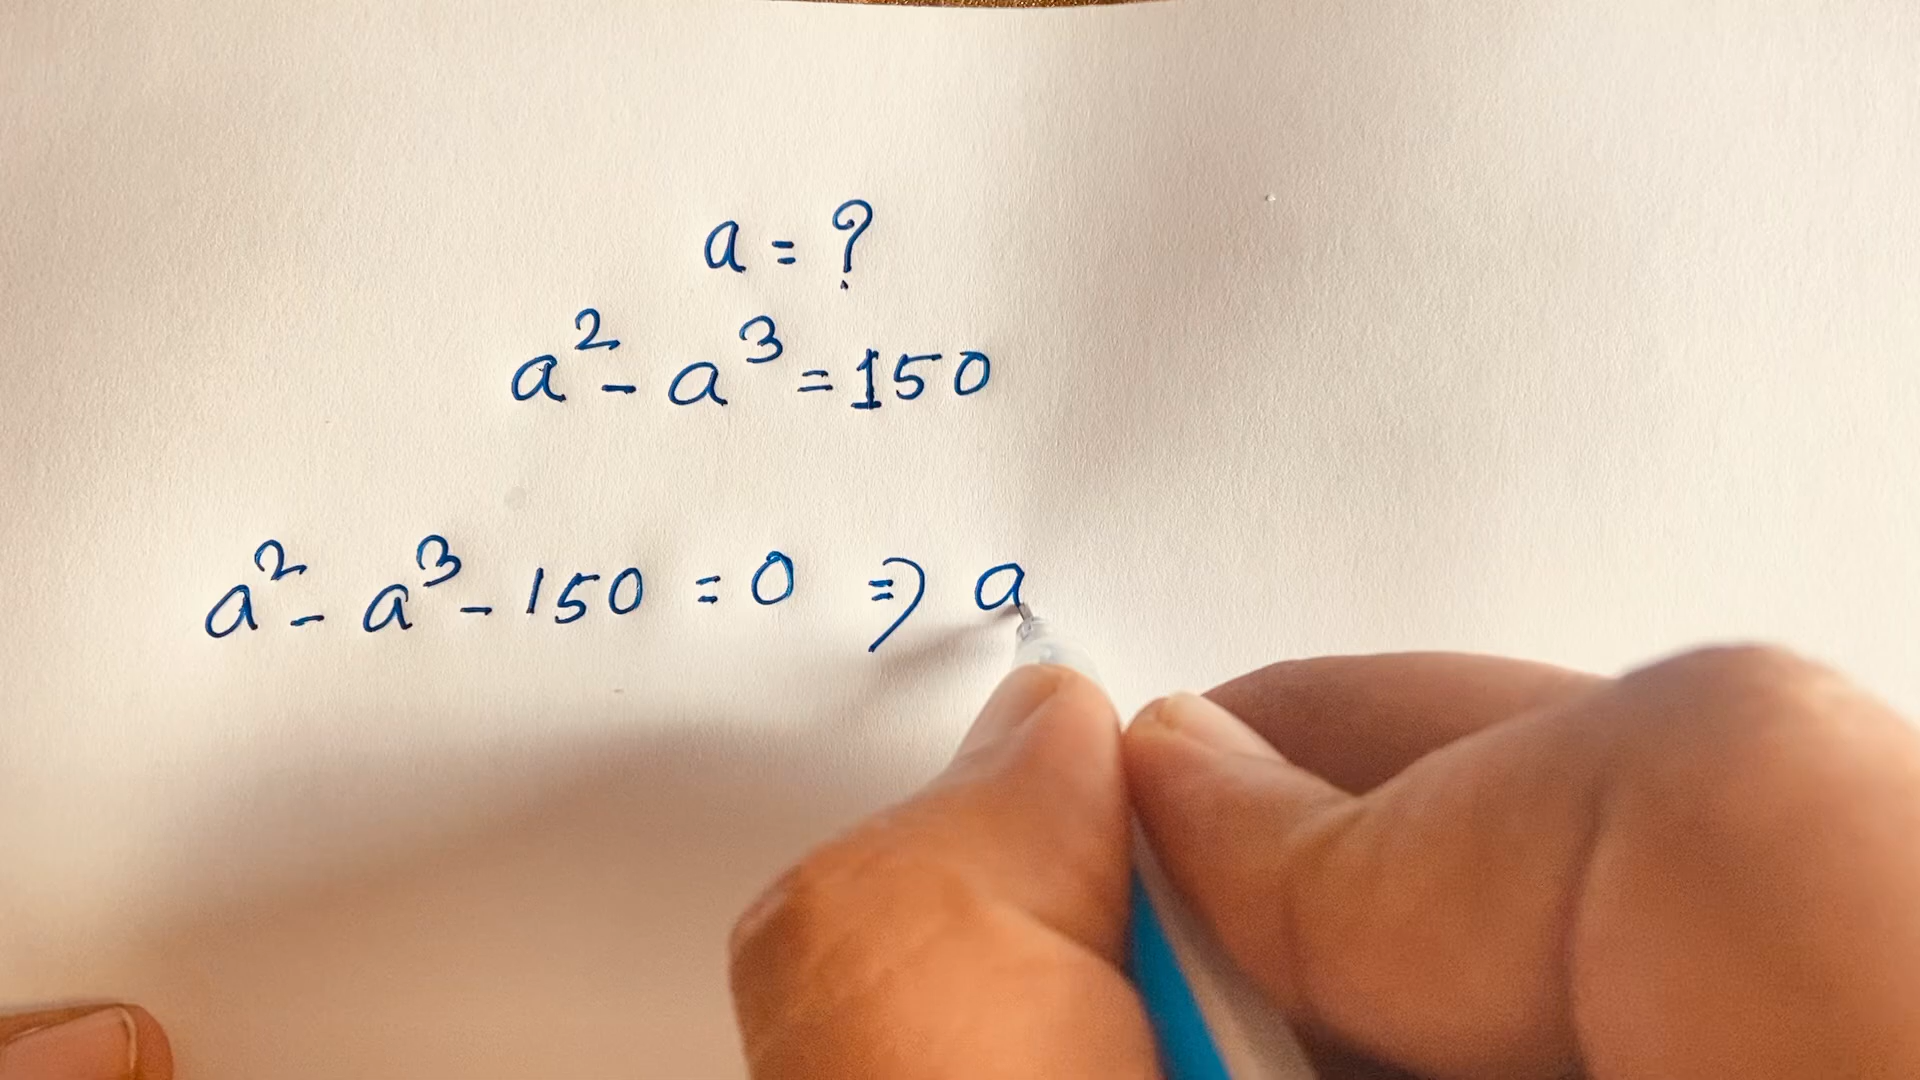 a = ?
a² - a³ = 150
a² - a³ - 150 = 0 => a